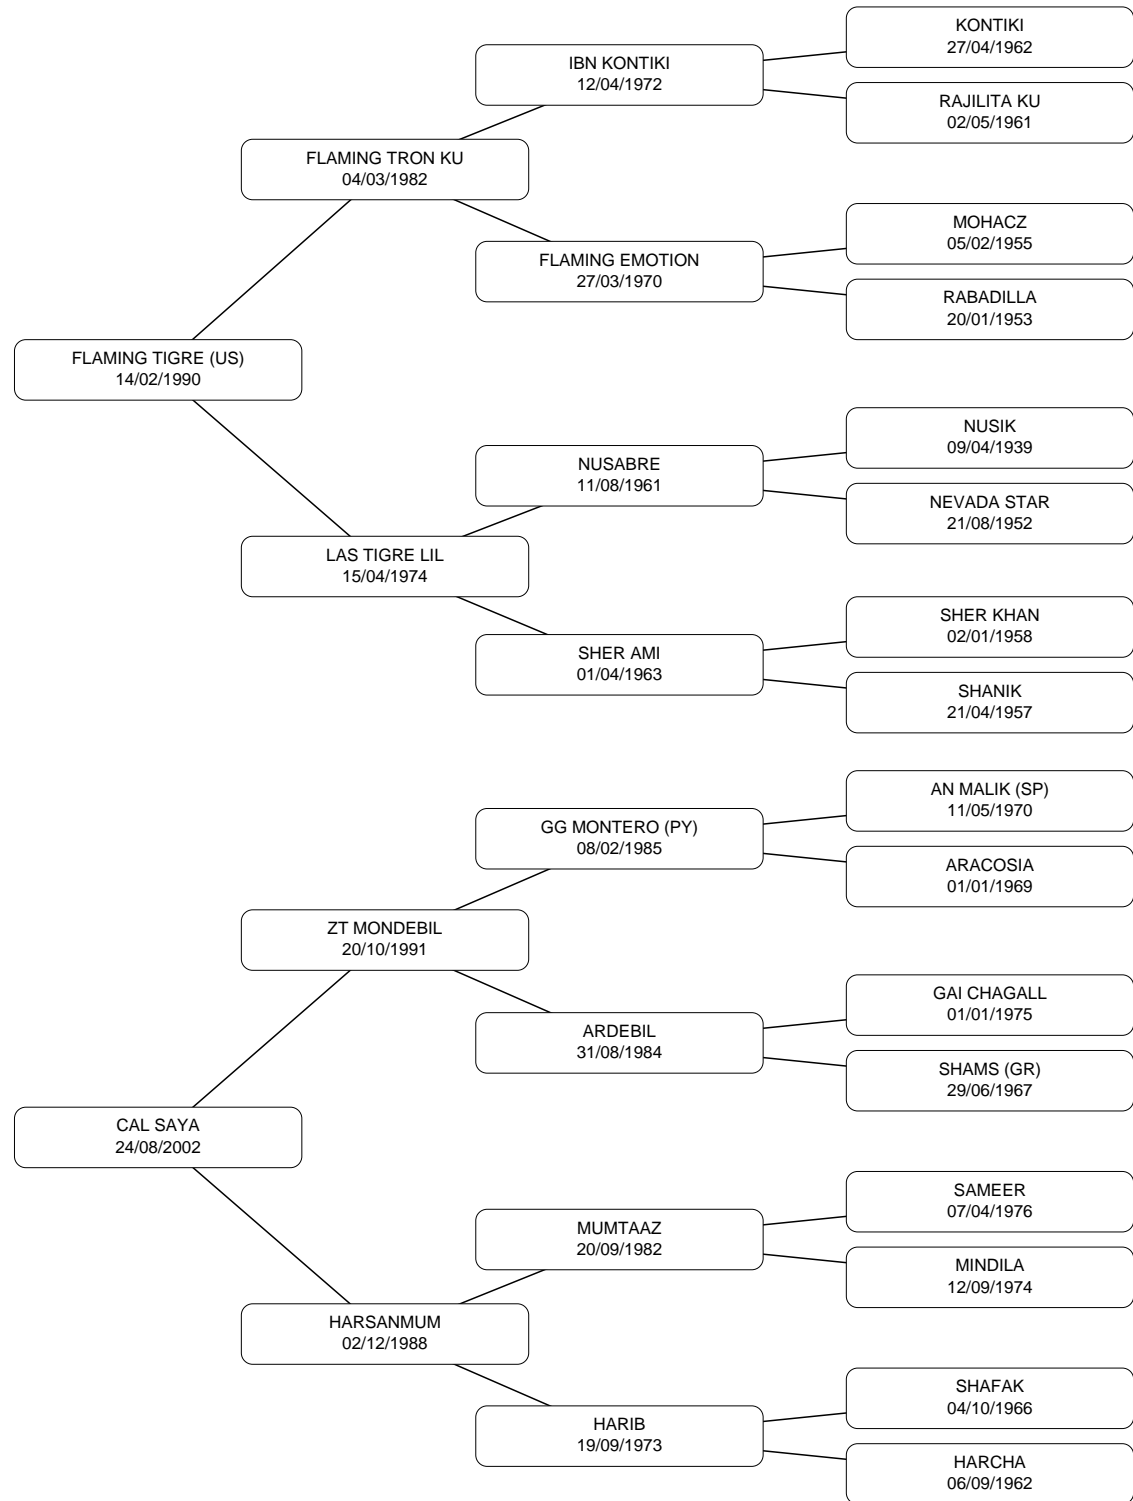 KONTIKI
27/04/1962
IBN KONTIKI
12/04/1972
RAJILITA KU
02/05/1961
FLAMING TRON KU
04/03/1982
MOHACZ
05/02/1955
FLAMING EMOTION
27/03/1970
RABADILLA
20/01/1953
FLAMING TIGRE (US)
14/02/1990
NUSIK
09/04/1939
NUSABRE
11/08/1961
NEVADA STAR
21/08/1952
LAS TIGRE LIL
15/04/1974
SHER KHAN
02/01/1958
SHER AMI
01/04/1963
SHANIK
21/04/1957
AN MALIK (SP)
11/05/1970
GG MONTERO (PY)
08/02/1985
ARACOSIA
01/01/1969
ZT MONDEBIL
20/10/1991
GAI CHAGALL
01/01/1975
ARDEBIL
31/08/1984
SHAMS (GR)
29/06/1967
CAL SAYA
24/08/2002
SAMEER
07/04/1976
MUMTAAZ
20/09/1982
MINDILA
12/09/1974
HARSANMUM
02/12/1988
SHAFAK
04/10/1966
HARIB
19/09/1973
HARCHA
06/09/1962